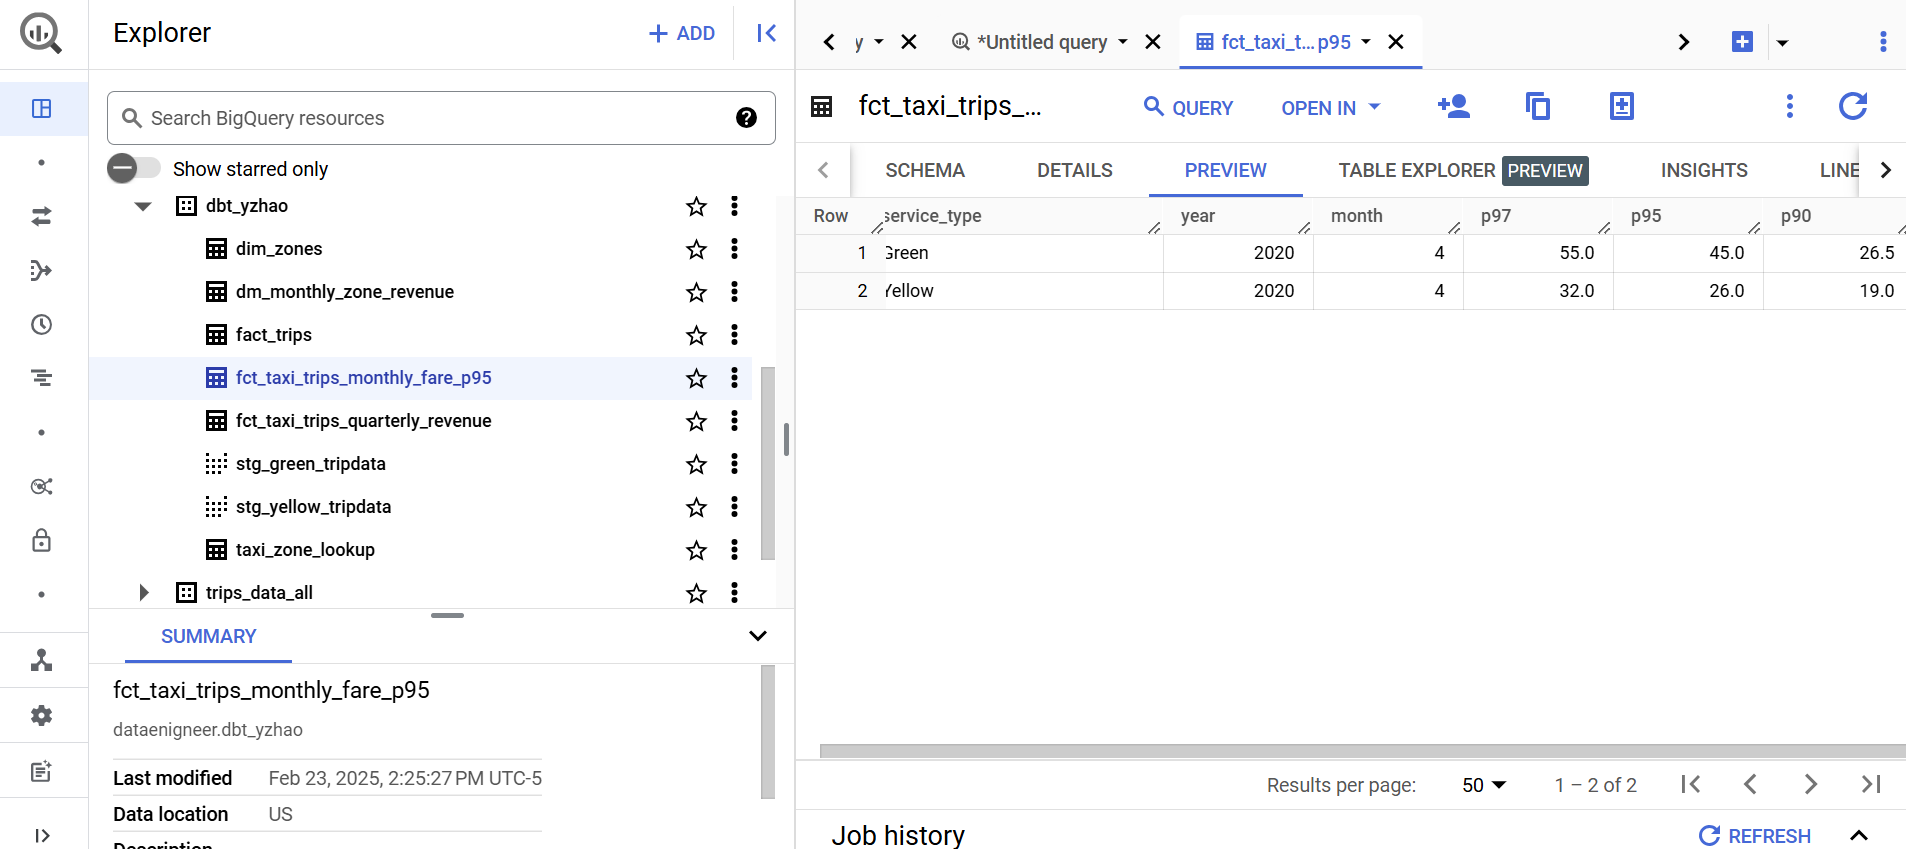 Explorer
ADD
Search BigQuery resources
Show starred only
dbt_yzhao
dim_zones
dm_monthly_zone_revenue
fact_trips
fct_taxi_trips_monthly_fare_p95
fct_taxi_trips_quarterly_revenue
stg_green_tripdata
stg_yellow_tripdata
taxi_zone_lookup
trips_data_all
SUMMARY
fct_taxi_trips_monthly_fare_p95
dataenigneer.dbt_yzhao
Last modified Feb 23, 2025, 2:25:27 PM UTC-5
Data location US
Description
y *Untitled query fct_taxi_t... p95
fct_taxi_trips_... QUERY OPEN IN
SCHEMA DETAILS PREVIEW TABLE EXPLORER PREVIEW INSIGHTS LINE
Row service_type year month p97 p95 p90
1 Green 2020 4 55.0 45.0 26.5
2 Yellow 2020 4 32.0 26.0 19.0
Results per page: 50 1 – 2 of 2
Job history REFRESH